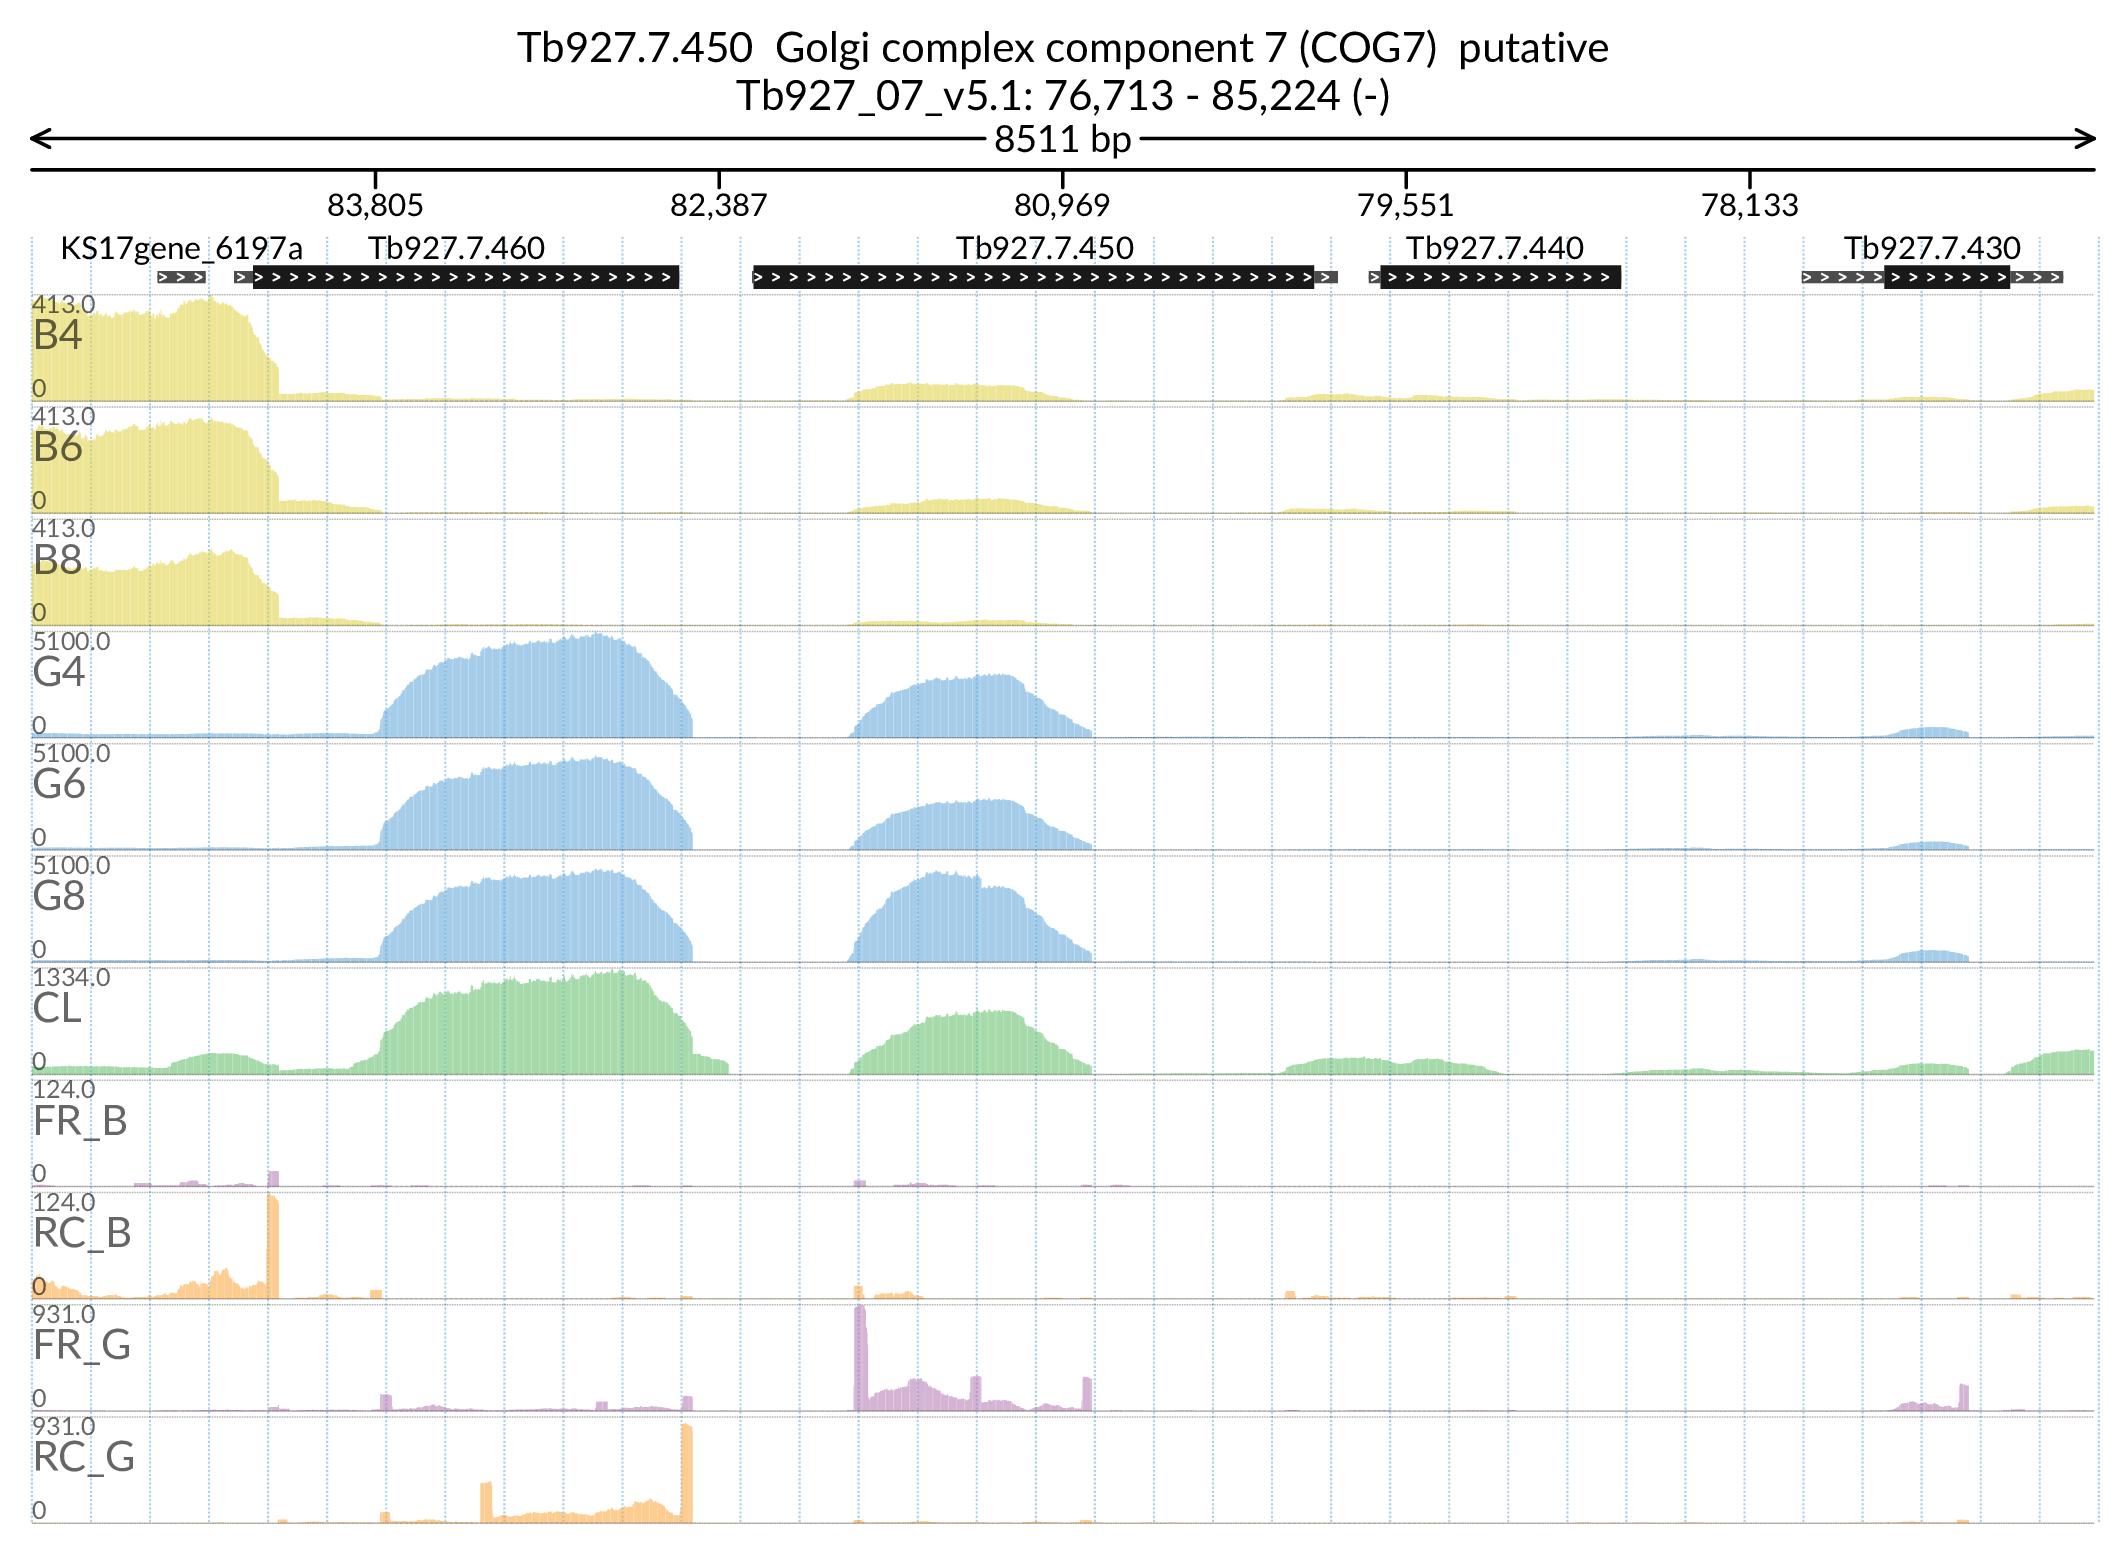 Tb927.7.450 Golgi complex component 7 (COG7) putative
Tb927_07_v5.1: 76,713 - 85,224 (-)
8511 bp
83,805 82,387 80,969 79,551 78,133
KS17gene_6197a Tb927.7.460 Tb927.7.450 Tb927.7.440 Tb927.7.430
413.0
B4
0
413.0
B6
0
413.0
B8
0
5100.0
G4
0
5100.0
G6
0
5100.0
G8
0
1334.0
CL
0
124.0
FR_B
0
124.0
RC_B
0
931.0
FR_G
0
931.0
RC_G
0